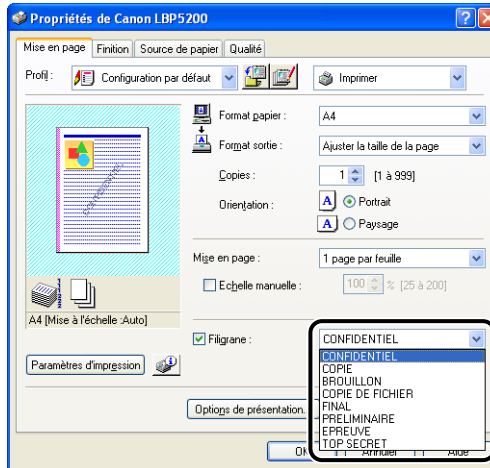 Propriétés de Canon LBP5200
Mise en page Finition Source de papier Qualité
Profil : Configuration par défaut Imprimer
Format papier : A4
Format sortie : Ajuster la taille de la page
Copies : 1 [1 à 999]
Orientation : A Portrait
A Paysage
CONFIDENTIEL
Mise en page : 1 page par feuille
Echelle manuelle : 100 % [25 à 200]
A4 [Mise à l'échelle :Auto]
Filigrane : CONFIDENTIEL
CONFIDENTIEL
COPIE
BROUILLON
COPIE DE FICHIER
FINAL
PRELIMINAIRE
EPREUVE
TOP SECRET
Paramètres d'impression
Options de présentation.
OK Annuler Aide